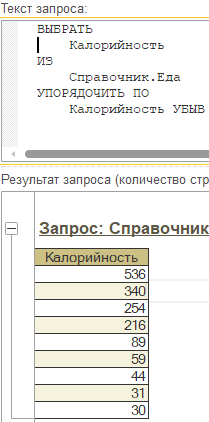 Текст запроса:
ВЫБРАТЬ
Калорийность
ИЗ
Справочник.Еда
УПОРЯДОЧИТЬ ПО
Калорийность УБЫВ
Результат запроса (количество стр
Запрос: Справочник
Калорийность
536
340
254
216
89
59
44
31
30